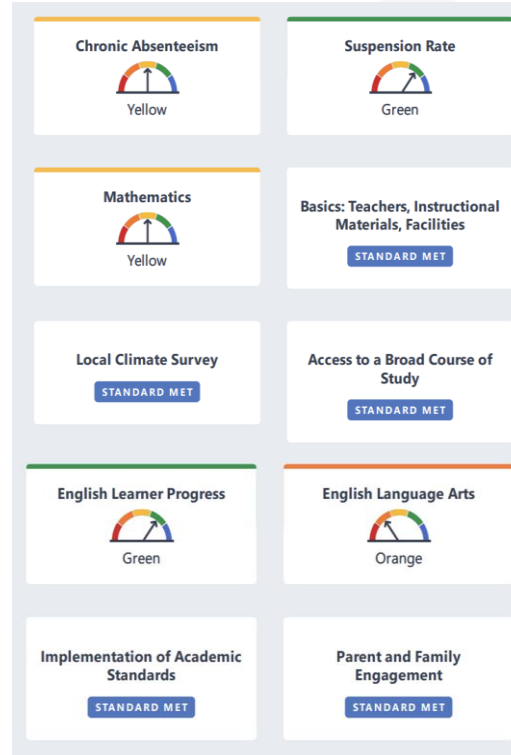 Chronic Absenteeism
Yellow
Suspension Rate
Green
Mathematics
Yellow
Basics: Teachers, Instructional
Materials, Facilities
STANDARD MET
Local Climate Survey
STANDARD MET
Access to a Broad Course of
Study
STANDARD MET
English Learner Progress
Green
English Language Arts
Orange
Implementation of Academic
Standards
STANDARD MET
Parent and Family
Engagement
STANDARD MET